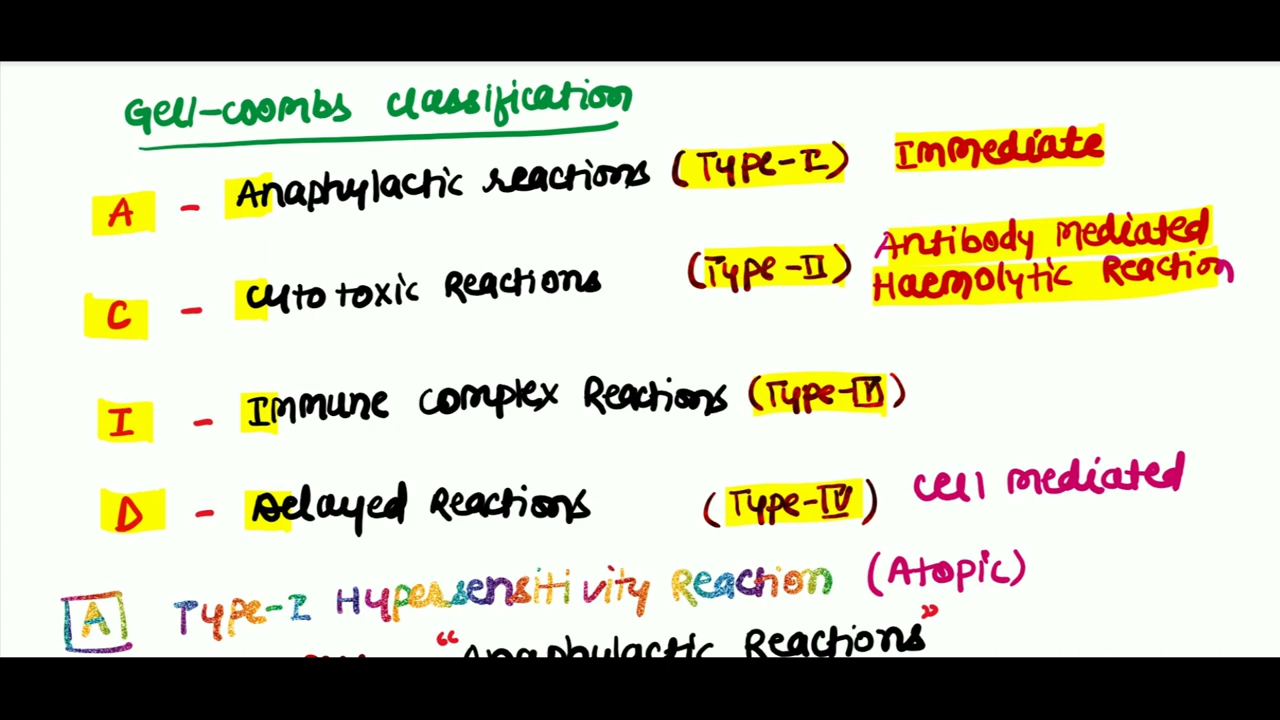 Gell-coombs classification
A - Anaphylactic reactions (Type-I) Immediate
C - Cytotoxic Reactions (Type-II) Antibody Mediated
Haemolytic Reaction
I - Immune complex Reactions (Type-III)
D - Delayed Reactions (Type-IV) Cell mediated
A Type-I Hypersensitivity Reaction (Atopic)
"Anaphylactic Reactions"